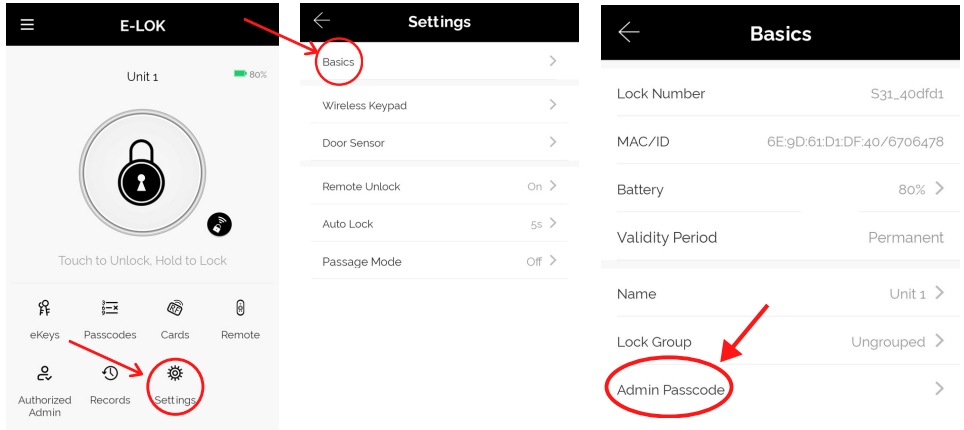 E-LOK
Unit 1
80%
Touch to Unlock, Hold to Lock
eKeys
Passcodes
Cards
Remote
Authorized
Admin
Records
Settings
Settings
Basics
Wireless Keypad
Door Sensor
Remote Unlock On
Auto Lock 5s
Passage Mode Off
Basics
Lock Number S31_40dfd1
MAC/ID 6E:9D:61:D1:DF:40/6706478
Battery 80%
Validity Period Permanent
Name Unit 1
Lock Group Ungrouped
Admin Passcode